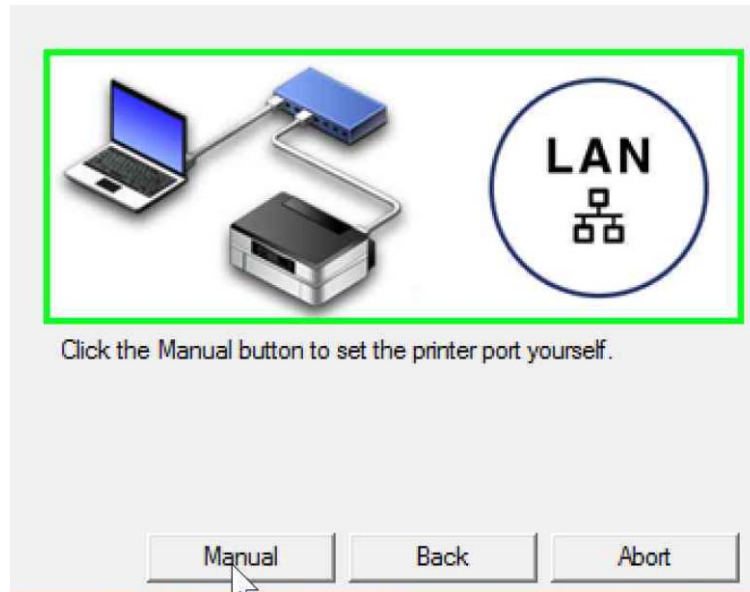 LAN
Click the Manual button to set the printer port yourself.
Manual
Back
Abort